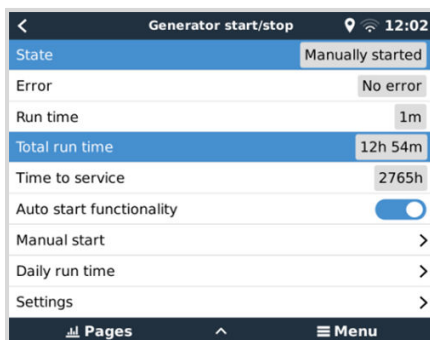 Generator start/stop 12:02
State Manually started
Error No error
Run time 1m
Total run time 12h 54m
Time to service 2765h
Auto start functionality
Manual start
Daily run time
Settings
Pages Menu